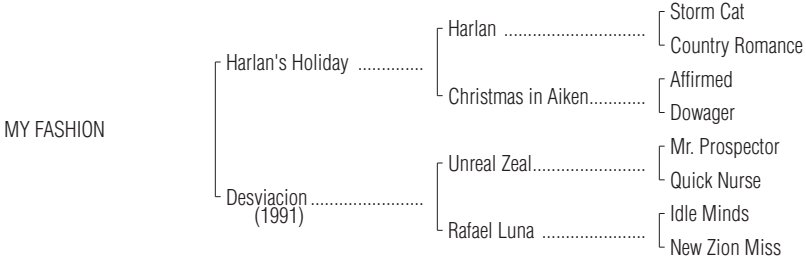 Storm Cat
Harlan ..............................
Country Romance
Harlan's Holiday ..............
Affirmed
Christmas in Aiken............
Dowager
MY FASHION
Mr. Prospector
Unreal Zeal........................
Quick Nurse
Desviacion ........................
(1991)
Idle Minds
Rafael Luna ......................
New Zion Miss